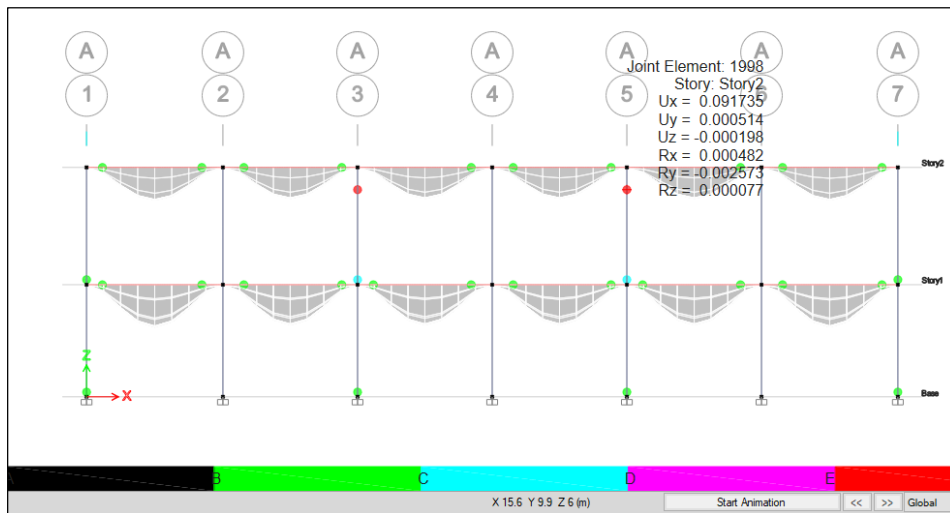 A A A A A A A
Joint Element: 1998
1 2 3 4 5 6 7
Story: Story2
Ux = 0.091735
Uy = 0.000514
Uz = -0.000198
Rx = 0.000482
Ry = -0.002573
Rz = 0.000077
Story2
Story1
Z
X
Base
A B C D E
X 15.6 Y 9.9 Z 6 (m) Start Animation << >> Global